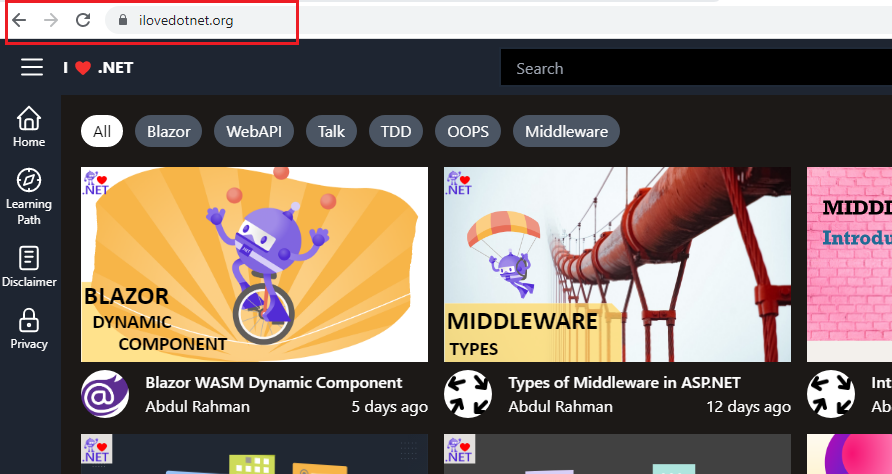 ilovedotnet.org
I ❤ .NET
Search
All
Blazor
WebAPI
Talk
TDD
OOPS
Middleware
Home
Learning
Path
Disclaimer
Privacy
.NET
BLAZOR
DYNAMIC
COMPONENT
Blazor WASM Dynamic Component
Abdul Rahman
5 days ago
.NET
MIDDLEWARE
TYPES
Types of Middleware in ASP.NET
Abdul Rahman
12 days ago
MIDDL
Introdu
Int
Ab
.NET
.NET